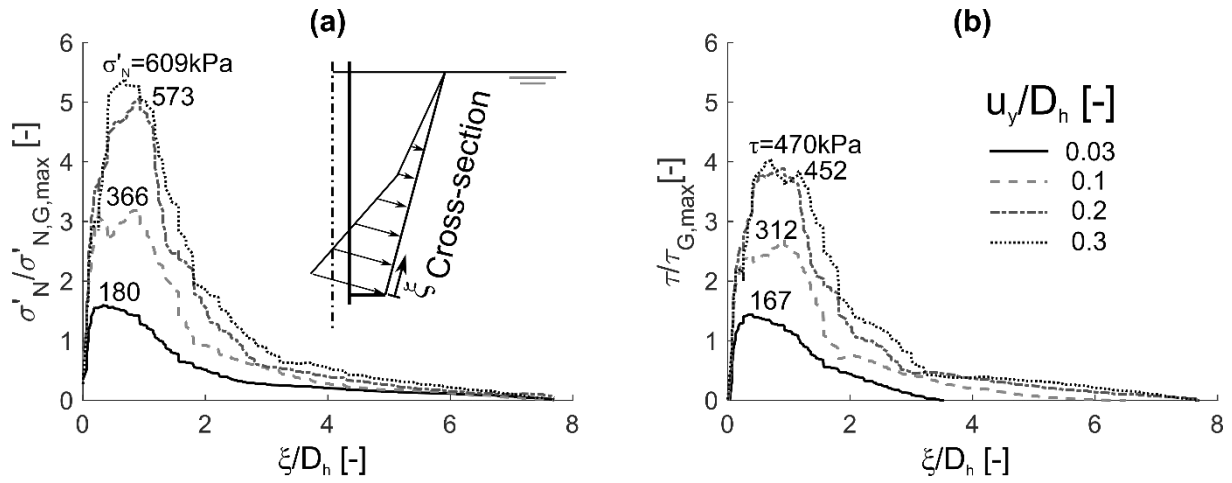 (a)
6
5
4
3
2
1
0
σ'N/σ'N,G,max [-]
σ'N=609kPa
573
366
180
Cross-section
ξ
0 2 4 6 8
ξ/Dh [-]
(b)
6
5
4
3
2
1
0
τ/τG,max[-]
τ=470kPa
452
312
167
uy/Dh [-]
0.03
0.1
0.2
0.3
0 2 4 6 8
ξ/Dh [-]